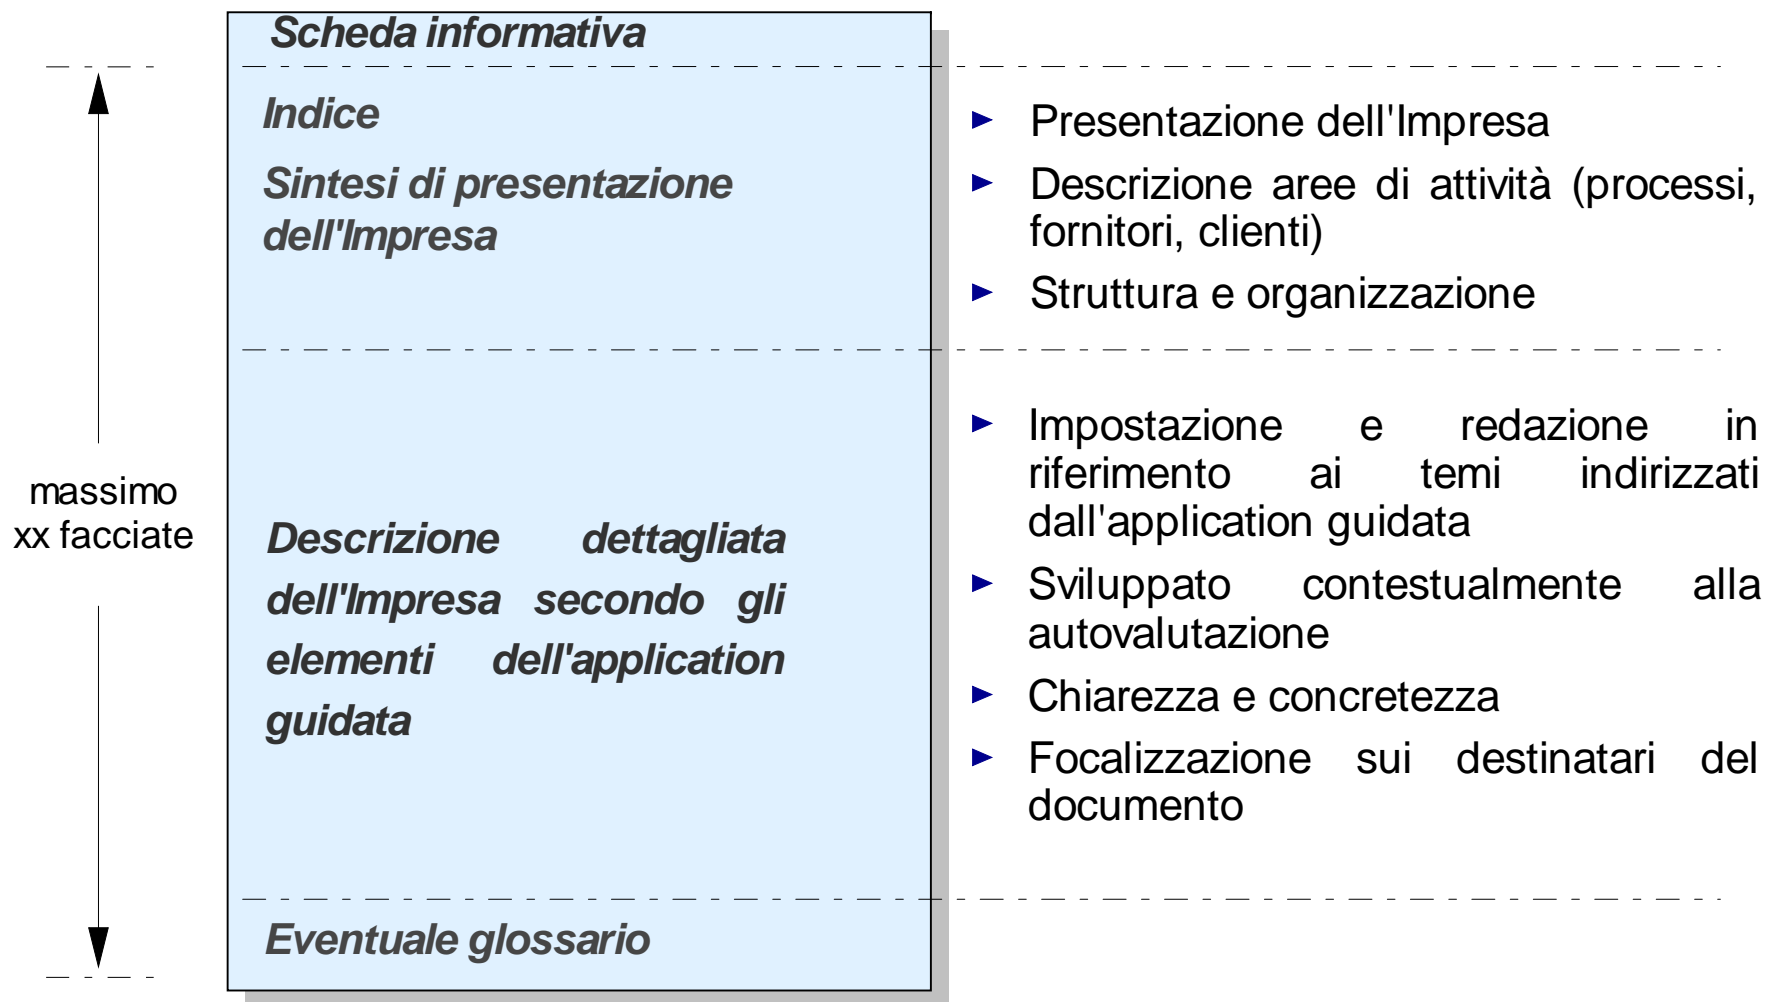 Scheda informativa
Indice
Sintesi di presentazione
dell'Impresa
► Presentazione dell'Impresa
► Descrizione aree di attività (processi,
fornitori, clienti)
► Struttura e organizzazione
massimo
xx facciate
Descrizione dettagliata
dell'Impresa secondo gli
elementi dell'application
guidata
► Impostazione e redazione in
riferimento ai temi indirizzati
dall'application guidata
► Sviluppato contestualmente alla
autovalutazione
► Chiarezza e concretezza
► Focalizzazione sui destinatari del
documento
Eventuale glossario